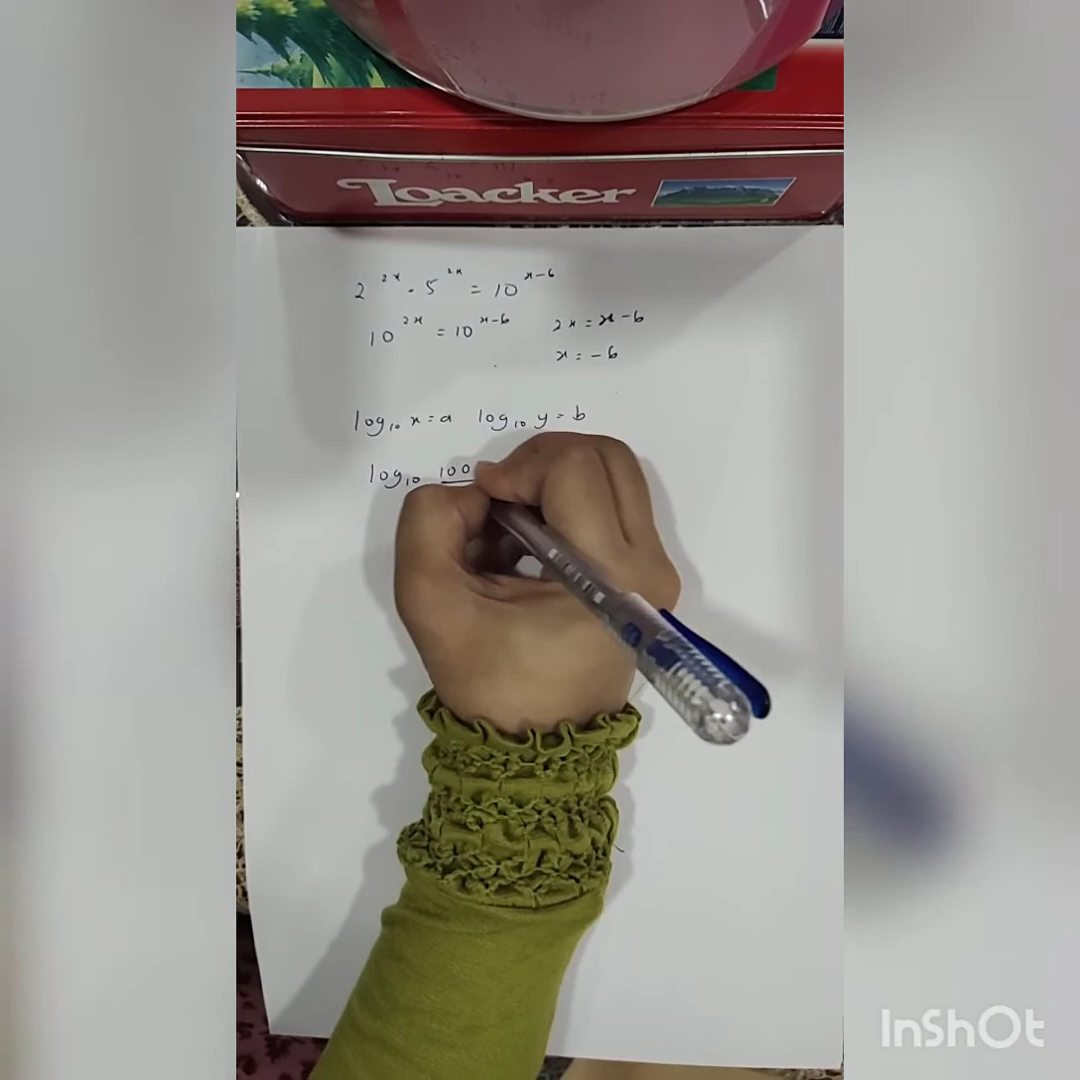 Loacker
2^{2x} · 5^{2x} = 10^{x-6}
10^{2x} = 10^{x-6} 2x = x - 6
x = -6
log₁₀ x = a log₁₀ y = b
log₁₀ 100
InShOt